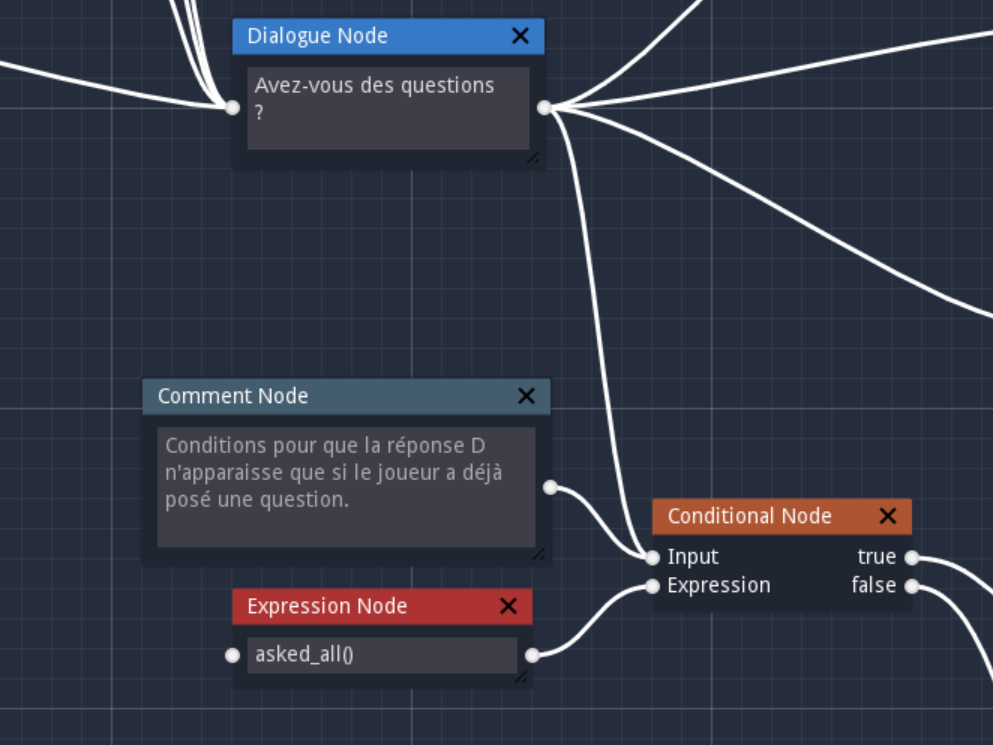 Dialogue Node
Avez-vous des questions
?
Comment Node
Conditions pour que la réponse D
n'apparaisse que si le joueur a déjà
posé une question.
Conditional Node
Input true
Expression false
Expression Node
asked_all()